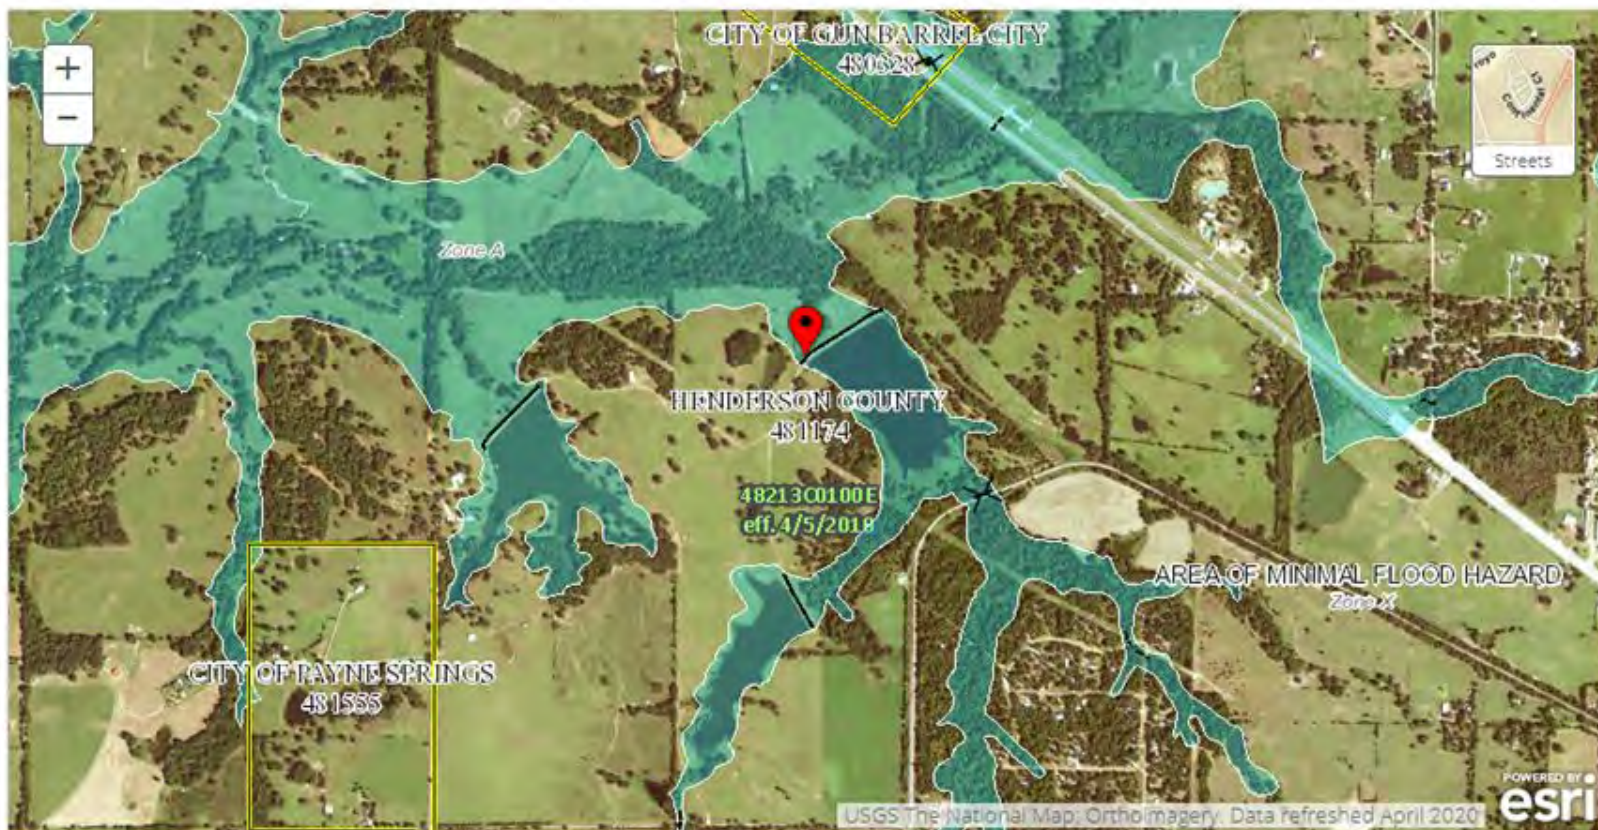 CITY OF GUN BARREL CITY
480328
+
−
Streets
Zone A
HENDERSON COUNTY
481174
48213C0100E
eff. 4/5/2018
AREA OF MINIMAL FLOOD HAZARD
Zone X
CITY OF PAYNE SPRINGS
481555
POWERED BY
esri
USGS The National Map: Orthoimagery. Data refreshed April 2020